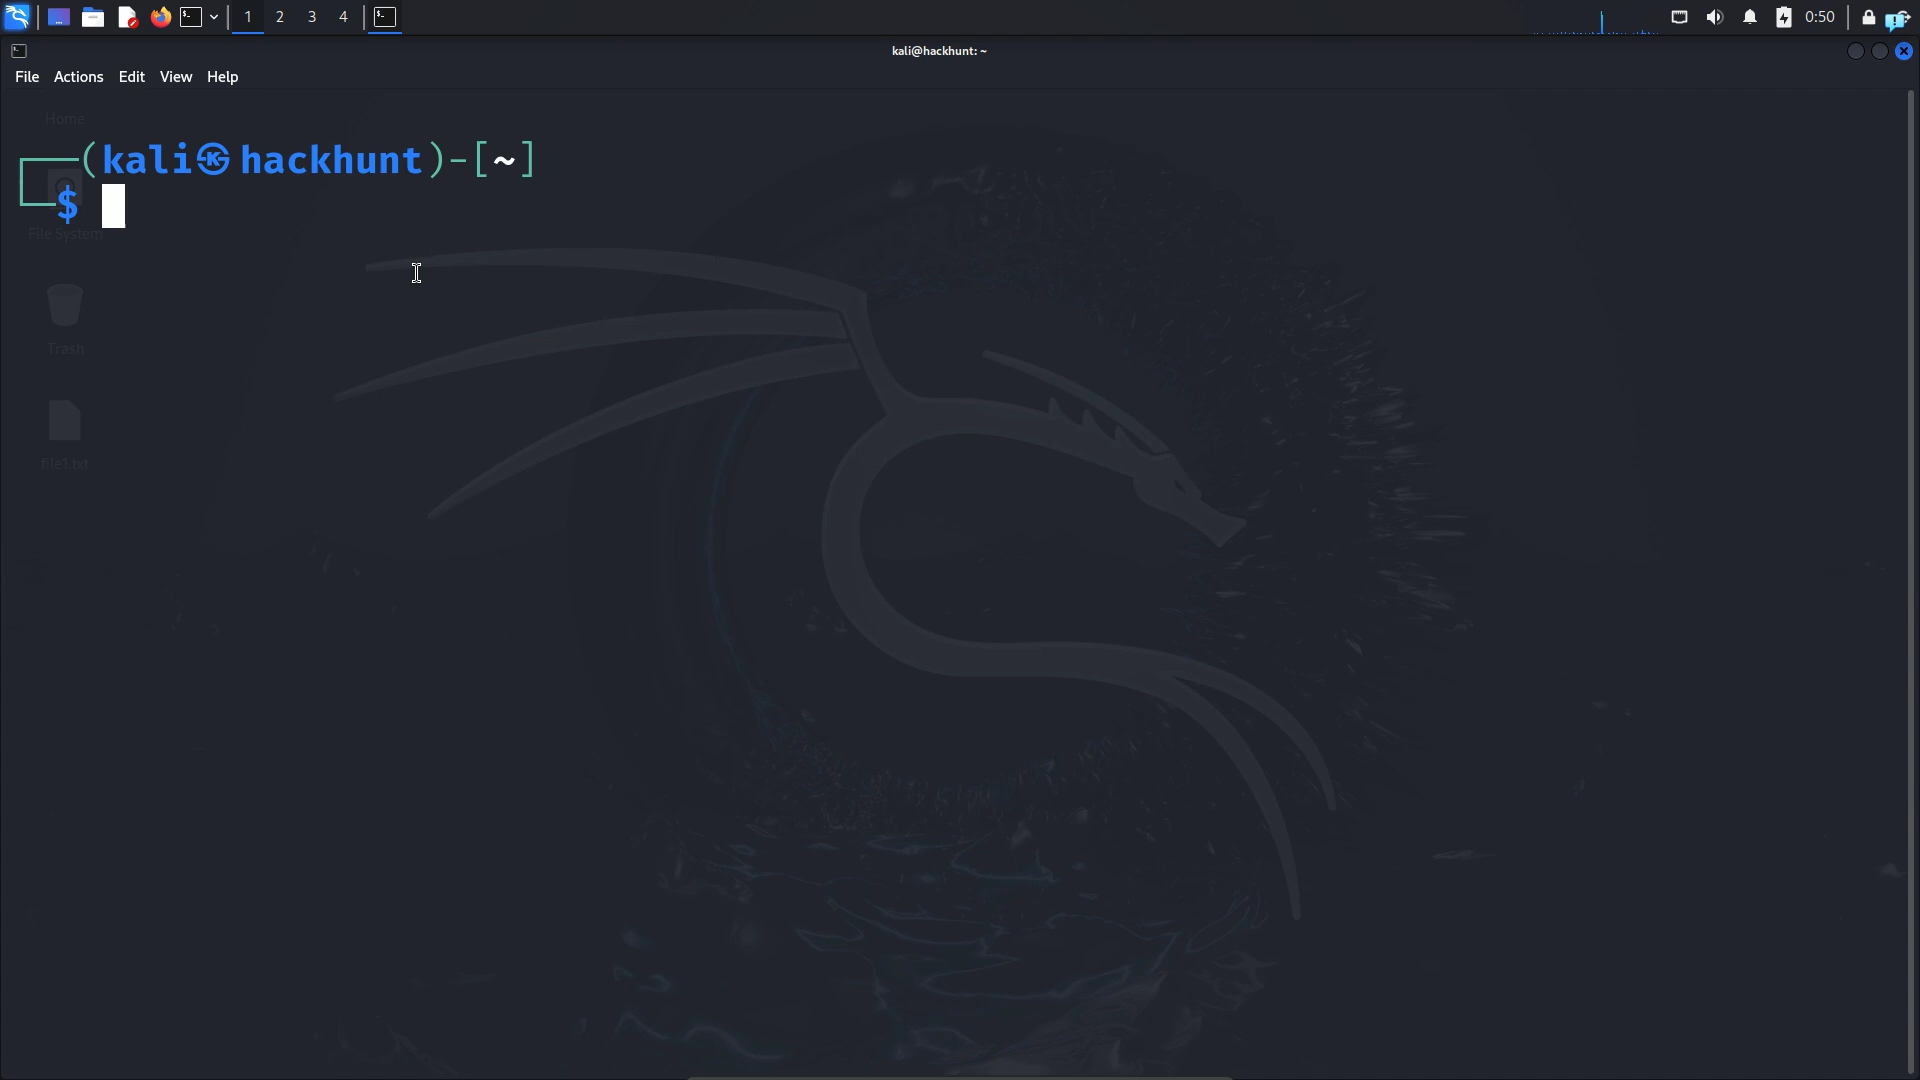 1 2 3 4 0:50
kali@hackhunt: ~
File Actions Edit View Help
Home
┌──(kali㉿hackhunt)-[~]
└─$
File System
Trash
file1.txt